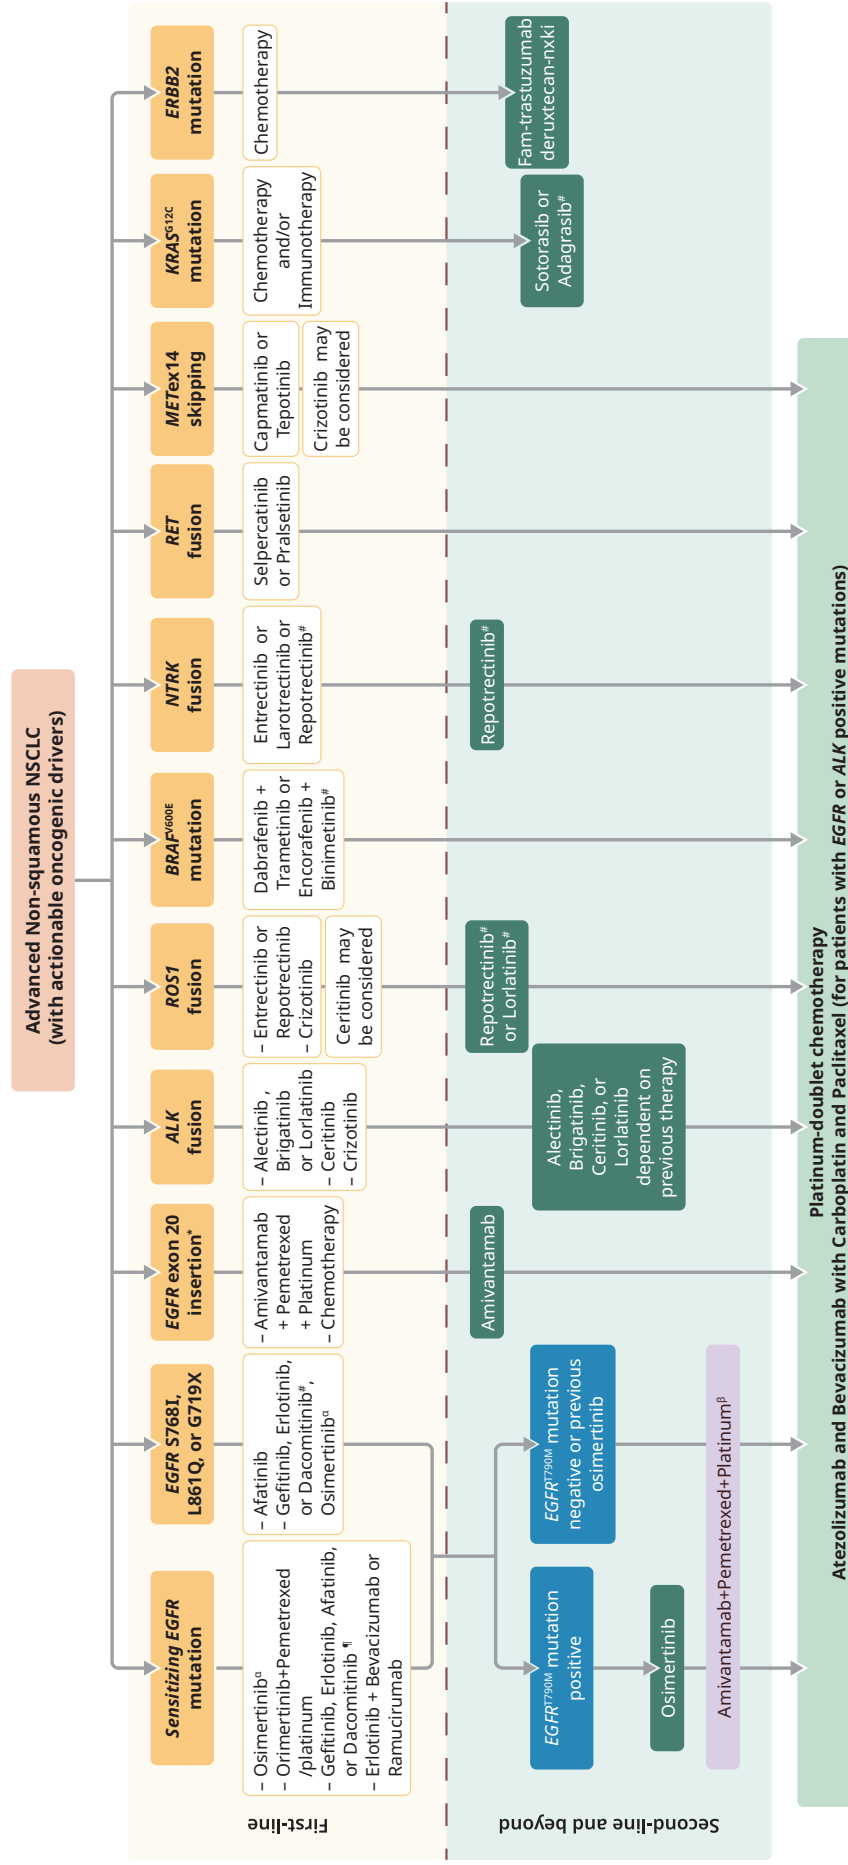 Advanced Non-squamous NSCLC
(with actionable oncogenic drivers)
First-line
Sensitizing EGFR
mutation
– Osimertinibᵅ
– Orimertinib+Pemetrexed
/platinum
– Gefitinib, Erlotinib, Afatinib,
or Dacomitinib ¶
– Erlotinib + Bevacizumab or
Ramucirumab
EGFR S768I,
L861Q, or G719X
– Afatinib
– Gefitinib, Erlotinib,
or Dacomitinib#,
Osimertinibᵅ
EGFR exon 20
insertion*
– Amivantamab
+ Pemetrexed
+ Platinum
– Chemotherapy
ALK
fusion
– Alectinib,
Brigatinib
or Lorlatinib
– Ceritinib
– Crizotinib
ROS1
fusion
– Entrectinib or
Repotrectinib
– Crizotinib
Ceritinib may
be considered
BRAFV600E
mutation
Dabrafenib +
Trametinib or
Encorafenib +
Binimetinib#
NTRK
fusion
Entrectinib or
Larotrectinib or
Repotrectinib#
RET
fusion
Selpercatinib
or Pralsetinib
METex14
skipping
Capmatinib or
Tepotinib
Crizotinib may
be considered
KRASG12C
mutation
Chemotherapy
and/or
Immunotherapy
ERBB2
mutation
Chemotherapy
Second-line and beyond
EGFRT790M mutation
positive
Osimertinib
EGFRT790M mutation
negative or previous
osimertinib
Amivantamab+Pemetrexed+Platinumᵝ
Amivantamab
Alectinib,
Brigatinib,
Ceritinib, or
Lorlatinib
dependent on
previous therapy
Repotrectinib#
or Lorlatinib#
Repotrectinib#
Sotorasib or
Adagrasib#
Fam-trastuzumab
deruxtecan-nxki
Platinum-doublet chemotherapy
Atezolizumab and Bevacizumab with Carboplatin and Paclitaxel (for patients with EGFR or ALK positive mutations)